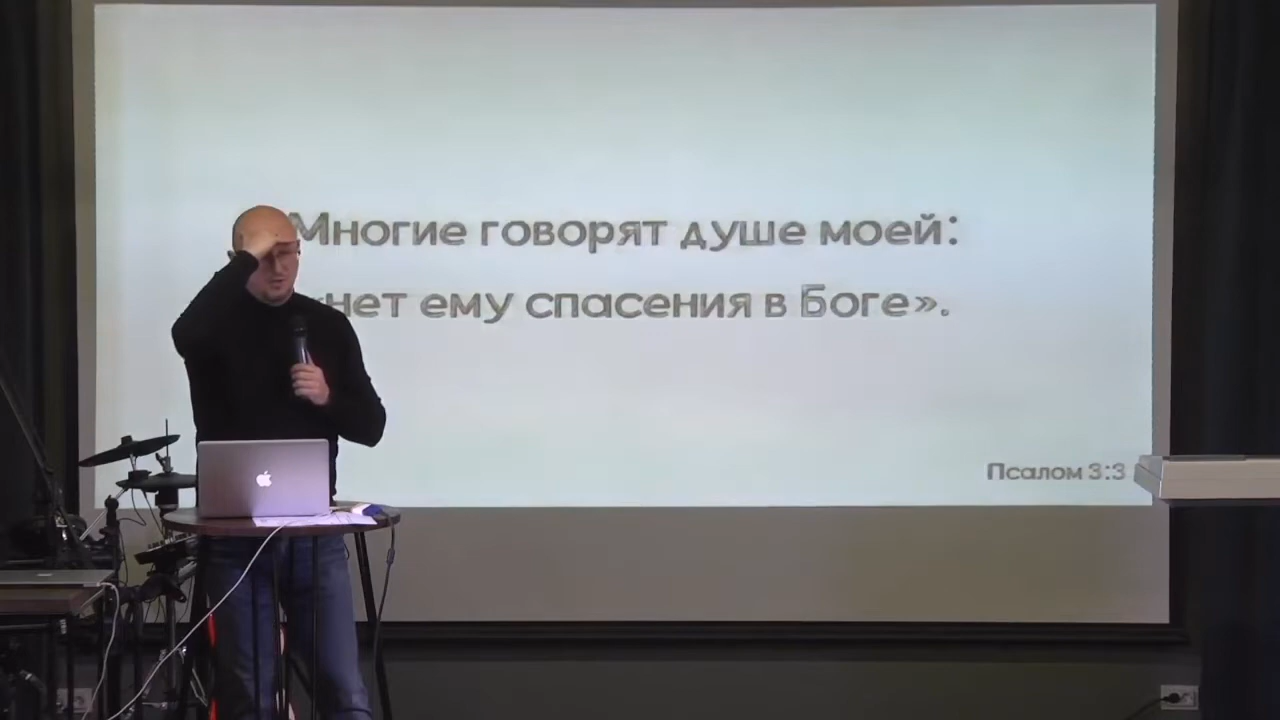 Многие говорят душе моей:
«нет ему спасения в Боге».
Псалом 3:3